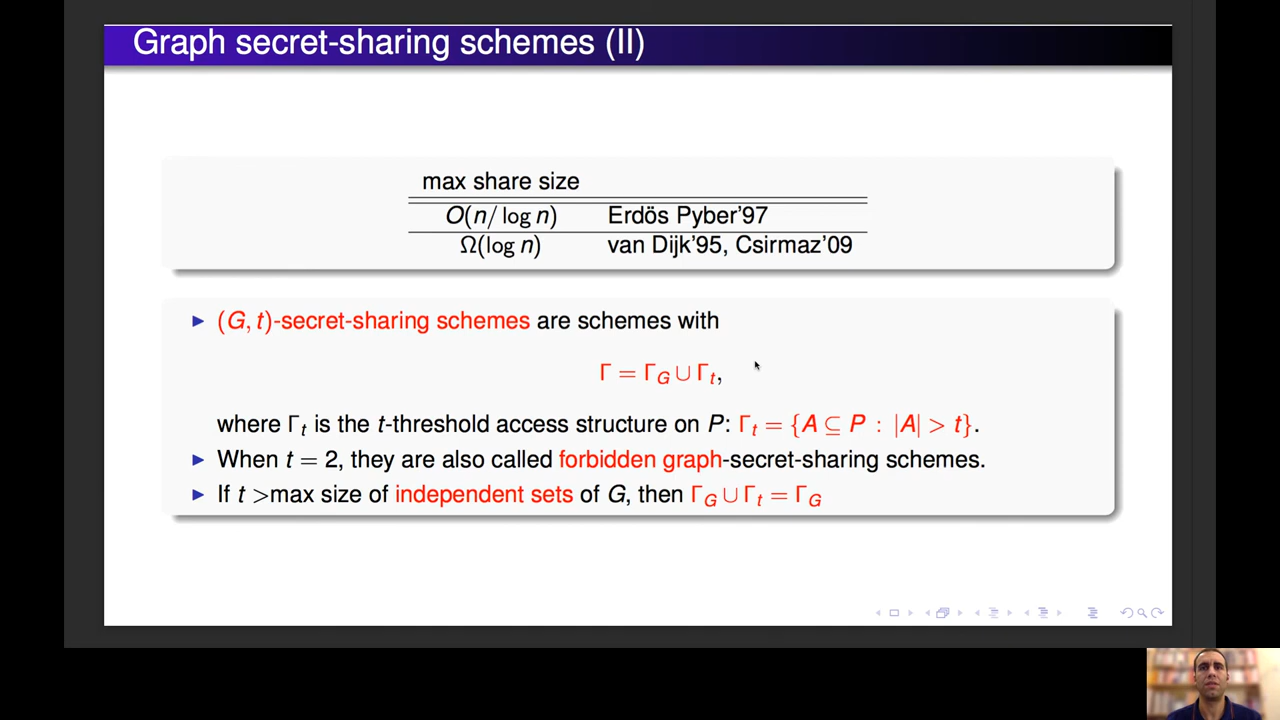 Graph secret-sharing schemes (II)
max share size
O(n/ log n) Erdös Pyber'97
Ω(log n) van Dijk'95, Csirmaz'09
▶ (G, t)-secret-sharing schemes are schemes with
Γ = Γ_G ∪ Γ_t,
where Γ_t is the t-threshold access structure on P: Γ_t = {A ⊆ P : |A| > t}.
▶ When t = 2, they are also called forbidden graph-secret-sharing schemes.
▶ If t >max size of independent sets of G, then Γ_G ∪ Γ_t = Γ_G